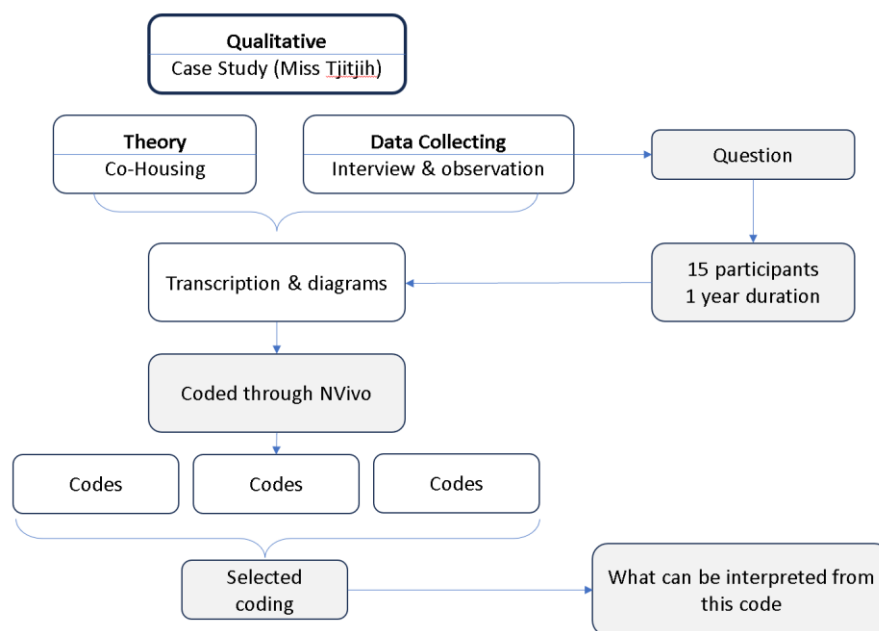 Qualitative
Case Study (Miss Tjitjih)
Theory
Co-Housing
Data Collecting
Interview & observation
Question
Transcription & diagrams
15 participants
1 year duration
Coded through NVivo
Codes
Codes
Codes
Selected
coding
What can be interpreted from
this code